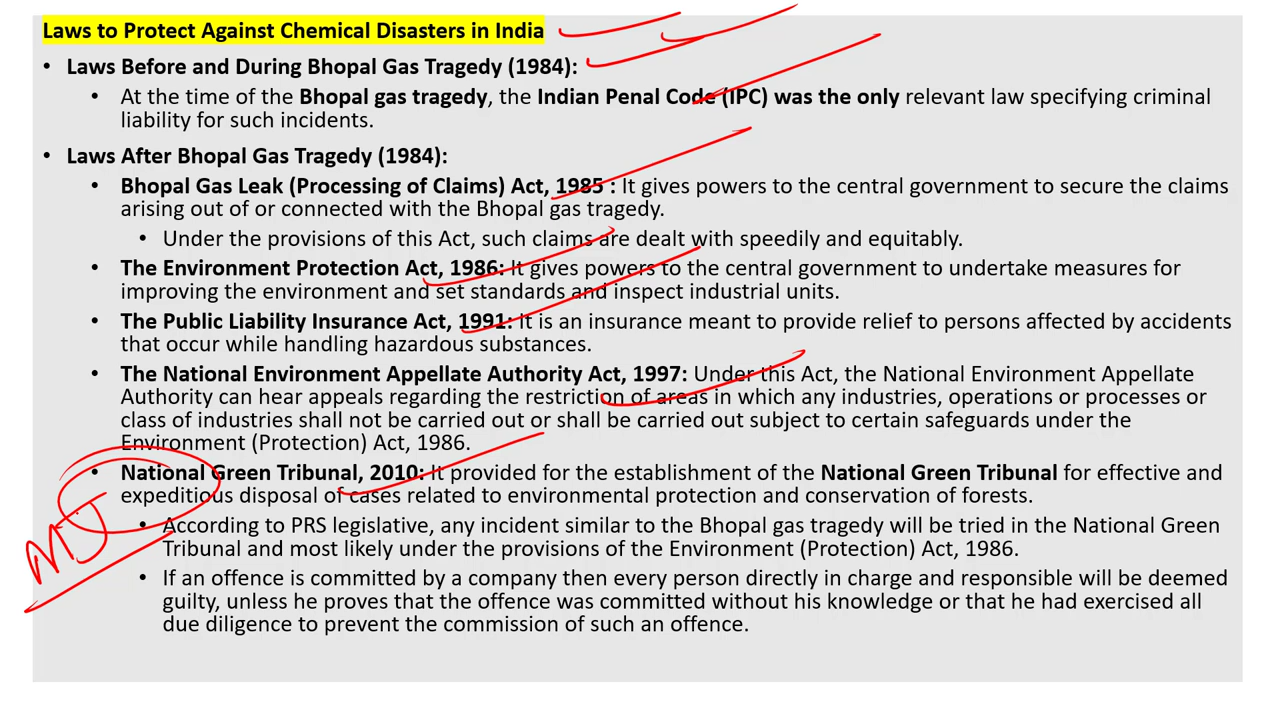 Laws to Protect Against Chemical Disasters in India
• Laws Before and During Bhopal Gas Tragedy (1984):
• At the time of the Bhopal gas tragedy, the Indian Penal Code (IPC) was the only relevant law specifying criminal
liability for such incidents.
• Laws After Bhopal Gas Tragedy (1984):
• Bhopal Gas Leak (Processing of Claims) Act, 1985 : It gives powers to the central government to secure the claims
arising out of or connected with the Bhopal gas tragedy.
• Under the provisions of this Act, such claims are dealt with speedily and equitably.
• The Environment Protection Act, 1986: It gives powers to the central government to undertake measures for
improving the environment and set standards and inspect industrial units.
• The Public Liability Insurance Act, 1991: It is an insurance meant to provide relief to persons affected by accidents
that occur while handling hazardous substances.
• The National Environment Appellate Authority Act, 1997: Under this Act, the National Environment Appellate
Authority can hear appeals regarding the restriction of areas in which any industries, operations or processes or
class of industries shall not be carried out or shall be carried out subject to certain safeguards under the
Environment (Protection) Act, 1986.
• National Green Tribunal, 2010: It provided for the establishment of the National Green Tribunal for effective and
expeditious disposal of cases related to environmental protection and conservation of forests.
• According to PRS legislative, any incident similar to the Bhopal gas tragedy will be tried in the National Green
Tribunal and most likely under the provisions of the Environment (Protection) Act, 1986.
• If an offence is committed by a company then every person directly in charge and responsible will be deemed
guilty, unless he proves that the offence was committed without his knowledge or that he had exercised all
due diligence to prevent the commission of such an offence.